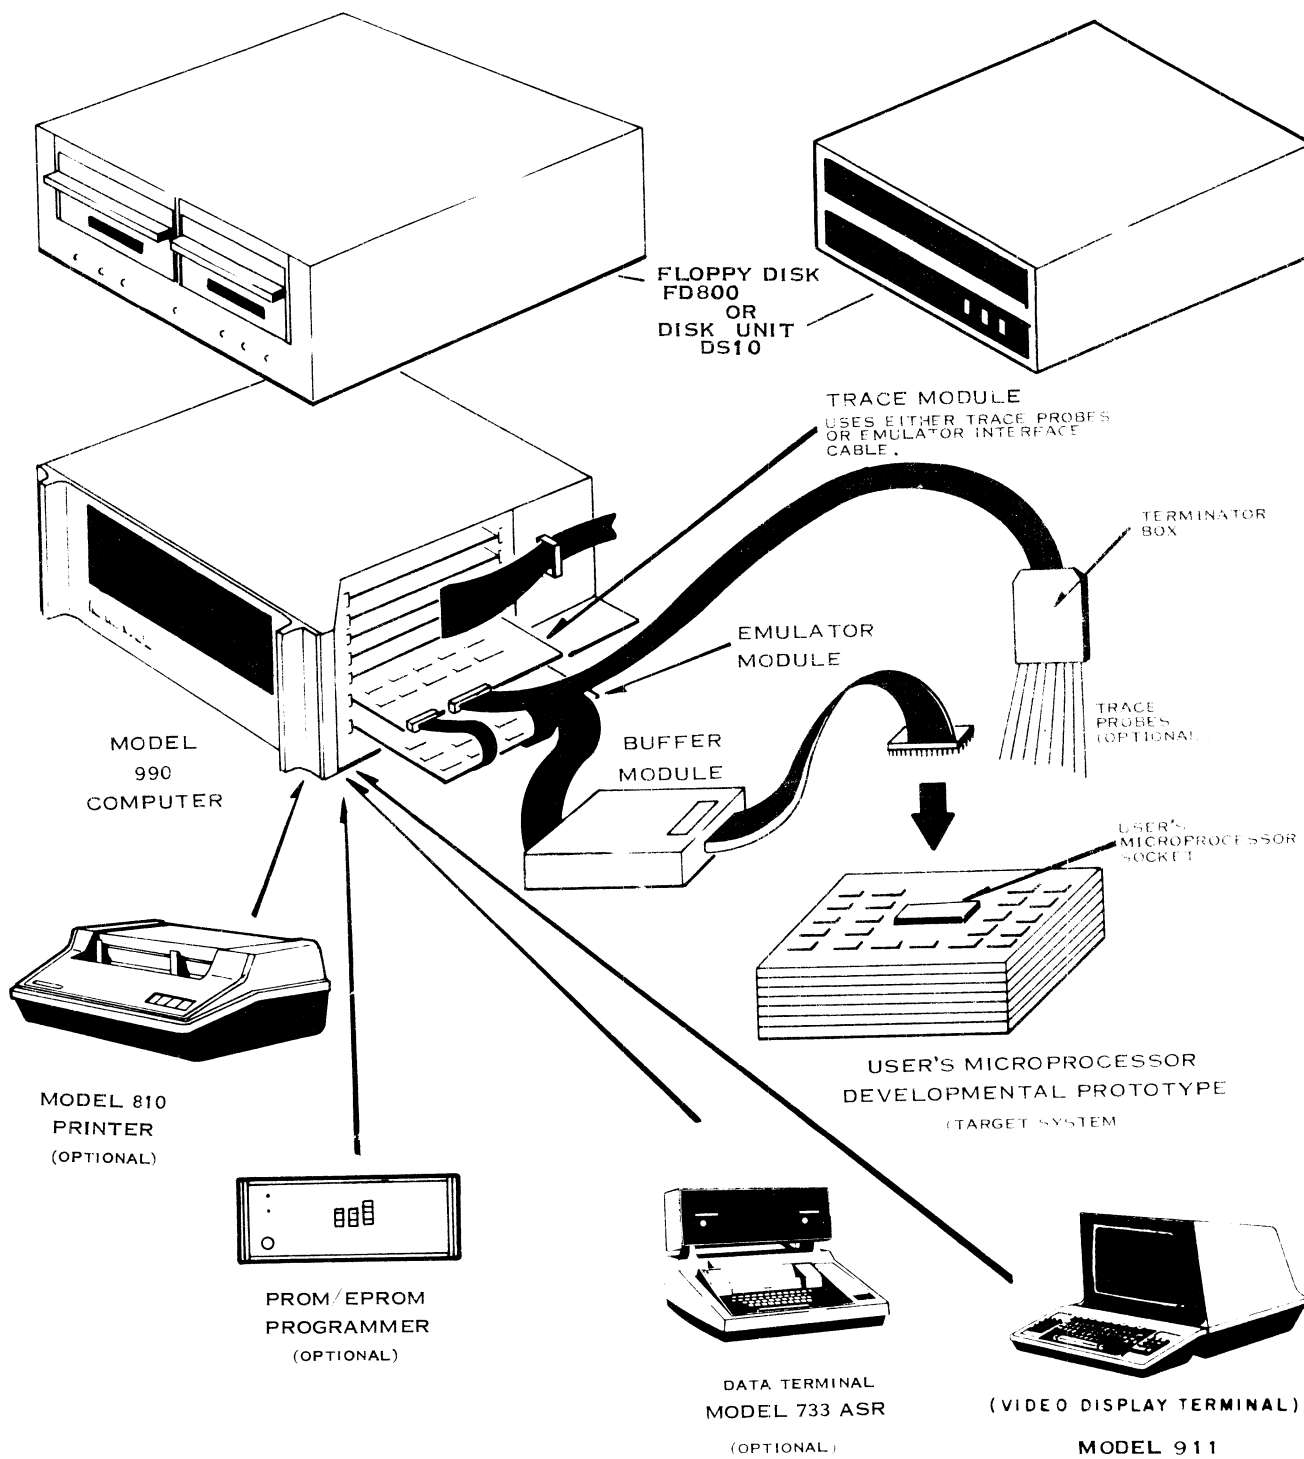 FLOPPY DISK
FD800
OR
DISK UNIT
DS10
TRACE MODULE
USES EITHER TRACE PROBES
OR EMULATOR INTERFACE
CABLE.
TERMINATOR
BOX
EMULATOR
MODULE
TRACE
PROBES
(OPTIONAL)
BUFFER
MODULE
MODEL
990
COMPUTER
USER'S
MICROPROCESSOR
SOCKET
USER'S MICROPROCESSOR
DEVELOPMENTAL PROTOTYPE
(TARGET SYSTEM)
MODEL 810
PRINTER
(OPTIONAL)
PROM/EPROM
PROGRAMMER
(OPTIONAL)
DATA TERMINAL
MODEL 733 ASR
(OPTIONAL)
(VIDEO DISPLAY TERMINAL)
MODEL 911